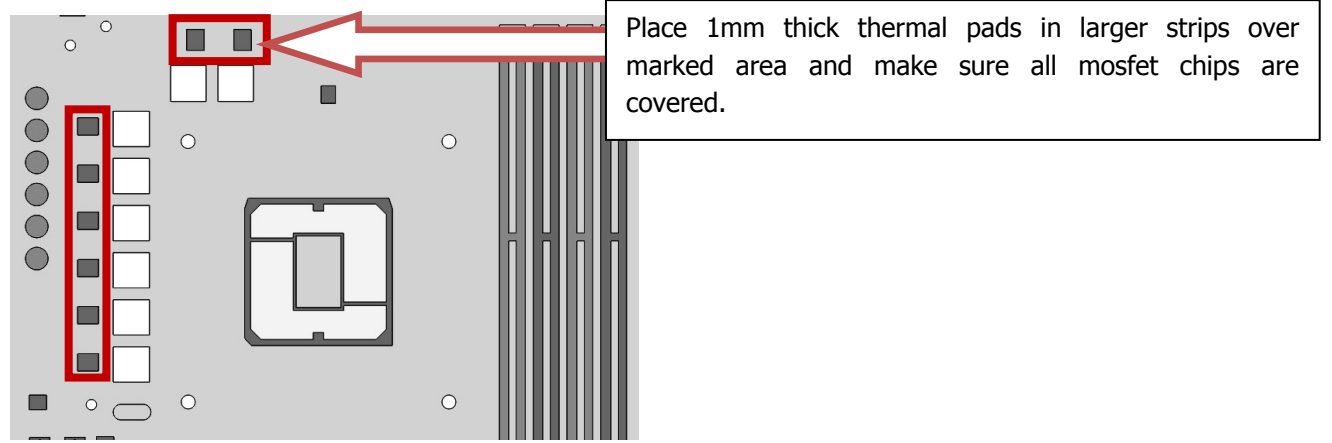 Place 1mm thick thermal pads in larger strips over
marked area and make sure all mosfet chips are
covered.